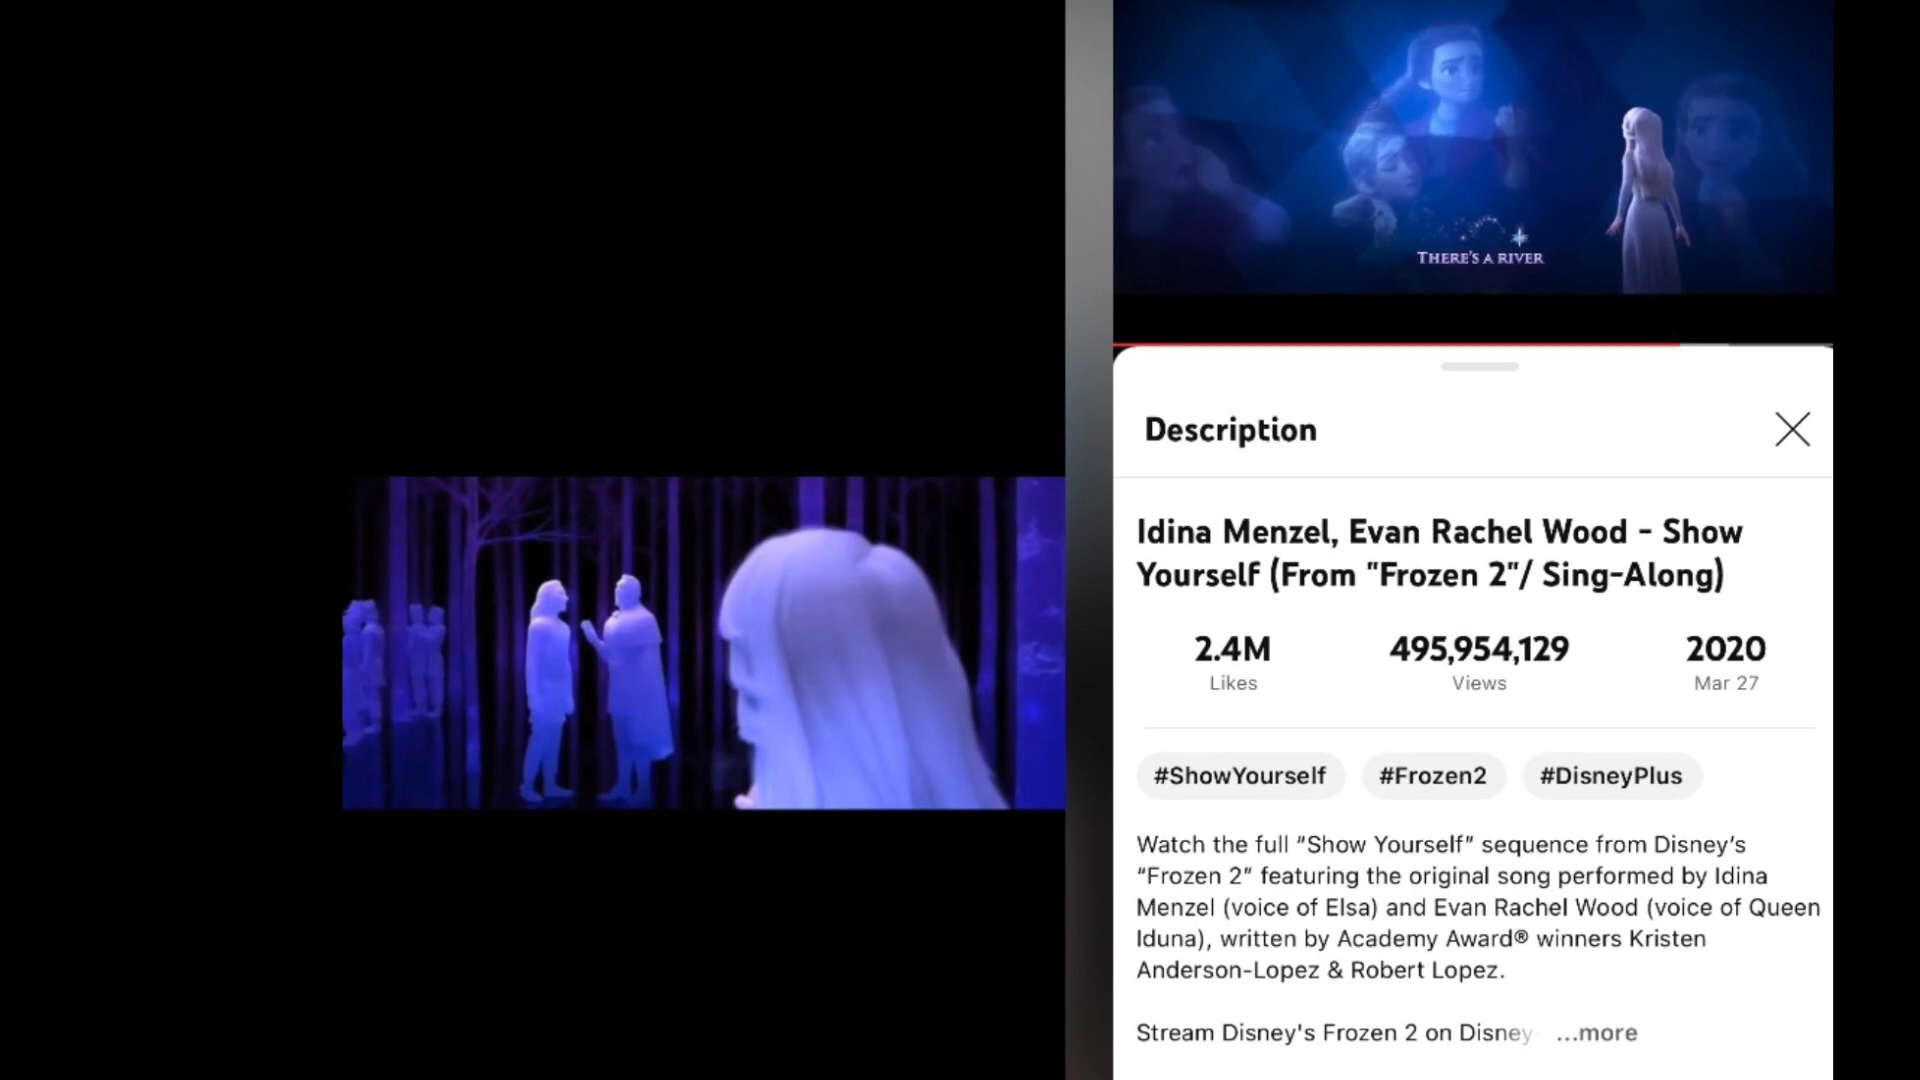 THERE'S A RIVER
Description
Idina Menzel, Evan Rachel Wood - Show
Yourself (From "Frozen 2"/ Sing-Along)
2.4M 495,954,129 2020
Likes Views Mar 27
#ShowYourself #Frozen2 #DisneyPlus
Watch the full “Show Yourself” sequence from Disney’s
“Frozen 2” featuring the original song performed by Idina
Menzel (voice of Elsa) and Evan Rachel Wood (voice of Queen
Iduna), written by Academy Award® winners Kristen
Anderson-Lopez & Robert Lopez.
Stream Disney's Frozen 2 on Disney ...more